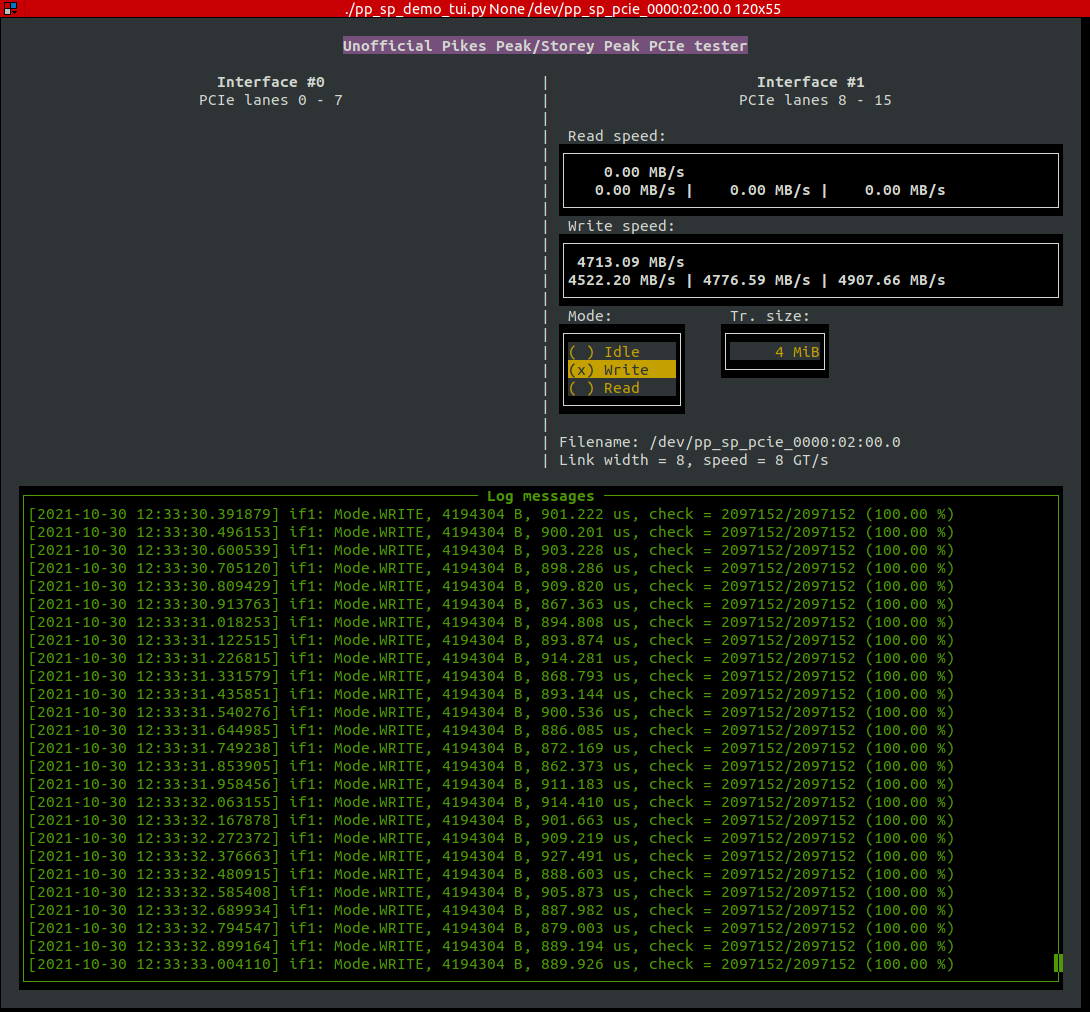 ./pp_sp_demo_tui.py None /dev/pp_sp_pcie_0000:02:00.0 120x55
Unofficial Pikes Peak/Storey Peak PCIe tester
Interface #0
PCIe lanes 0 - 7
Interface #1
PCIe lanes 8 - 15
Read speed:
0.00 MB/s
0.00 MB/s | 0.00 MB/s | 0.00 MB/s
Write speed:
4713.09 MB/s
4522.20 MB/s | 4776.59 MB/s | 4907.66 MB/s
Mode: Tr. size:
( ) Idle 4 MiB
(x) Write
( ) Read
Filename: /dev/pp_sp_pcie_0000:02:00.0
Link width = 8, speed = 8 GT/s
Log messages
[2021-10-30 12:33:30.391879] if1: Mode.WRITE, 4194304 B, 901.222 us, check = 2097152/2097152 (100.00 %)
[2021-10-30 12:33:30.496153] if1: Mode.WRITE, 4194304 B, 900.201 us, check = 2097152/2097152 (100.00 %)
[2021-10-30 12:33:30.600539] if1: Mode.WRITE, 4194304 B, 903.228 us, check = 2097152/2097152 (100.00 %)
[2021-10-30 12:33:30.705120] if1: Mode.WRITE, 4194304 B, 898.286 us, check = 2097152/2097152 (100.00 %)
[2021-10-30 12:33:30.809429] if1: Mode.WRITE, 4194304 B, 909.820 us, check = 2097152/2097152 (100.00 %)
[2021-10-30 12:33:30.913763] if1: Mode.WRITE, 4194304 B, 867.363 us, check = 2097152/2097152 (100.00 %)
[2021-10-30 12:33:31.018253] if1: Mode.WRITE, 4194304 B, 894.808 us, check = 2097152/2097152 (100.00 %)
[2021-10-30 12:33:31.122515] if1: Mode.WRITE, 4194304 B, 893.874 us, check = 2097152/2097152 (100.00 %)
[2021-10-30 12:33:31.226815] if1: Mode.WRITE, 4194304 B, 914.281 us, check = 2097152/2097152 (100.00 %)
[2021-10-30 12:33:31.331579] if1: Mode.WRITE, 4194304 B, 868.793 us, check = 2097152/2097152 (100.00 %)
[2021-10-30 12:33:31.435851] if1: Mode.WRITE, 4194304 B, 893.144 us, check = 2097152/2097152 (100.00 %)
[2021-10-30 12:33:31.540276] if1: Mode.WRITE, 4194304 B, 900.536 us, check = 2097152/2097152 (100.00 %)
[2021-10-30 12:33:31.644985] if1: Mode.WRITE, 4194304 B, 886.085 us, check = 2097152/2097152 (100.00 %)
[2021-10-30 12:33:31.749238] if1: Mode.WRITE, 4194304 B, 872.169 us, check = 2097152/2097152 (100.00 %)
[2021-10-30 12:33:31.853905] if1: Mode.WRITE, 4194304 B, 862.373 us, check = 2097152/2097152 (100.00 %)
[2021-10-30 12:33:31.958456] if1: Mode.WRITE, 4194304 B, 911.183 us, check = 2097152/2097152 (100.00 %)
[2021-10-30 12:33:32.063155] if1: Mode.WRITE, 4194304 B, 914.410 us, check = 2097152/2097152 (100.00 %)
[2021-10-30 12:33:32.167878] if1: Mode.WRITE, 4194304 B, 901.663 us, check = 2097152/2097152 (100.00 %)
[2021-10-30 12:33:32.272372] if1: Mode.WRITE, 4194304 B, 909.219 us, check = 2097152/2097152 (100.00 %)
[2021-10-30 12:33:32.376663] if1: Mode.WRITE, 4194304 B, 927.491 us, check = 2097152/2097152 (100.00 %)
[2021-10-30 12:33:32.480915] if1: Mode.WRITE, 4194304 B, 888.603 us, check = 2097152/2097152 (100.00 %)
[2021-10-30 12:33:32.585408] if1: Mode.WRITE, 4194304 B, 905.873 us, check = 2097152/2097152 (100.00 %)
[2021-10-30 12:33:32.689934] if1: Mode.WRITE, 4194304 B, 887.982 us, check = 2097152/2097152 (100.00 %)
[2021-10-30 12:33:32.794547] if1: Mode.WRITE, 4194304 B, 879.003 us, check = 2097152/2097152 (100.00 %)
[2021-10-30 12:33:32.899164] if1: Mode.WRITE, 4194304 B, 889.194 us, check = 2097152/2097152 (100.00 %)
[2021-10-30 12:33:33.004110] if1: Mode.WRITE, 4194304 B, 889.926 us, check = 2097152/2097152 (100.00 %)